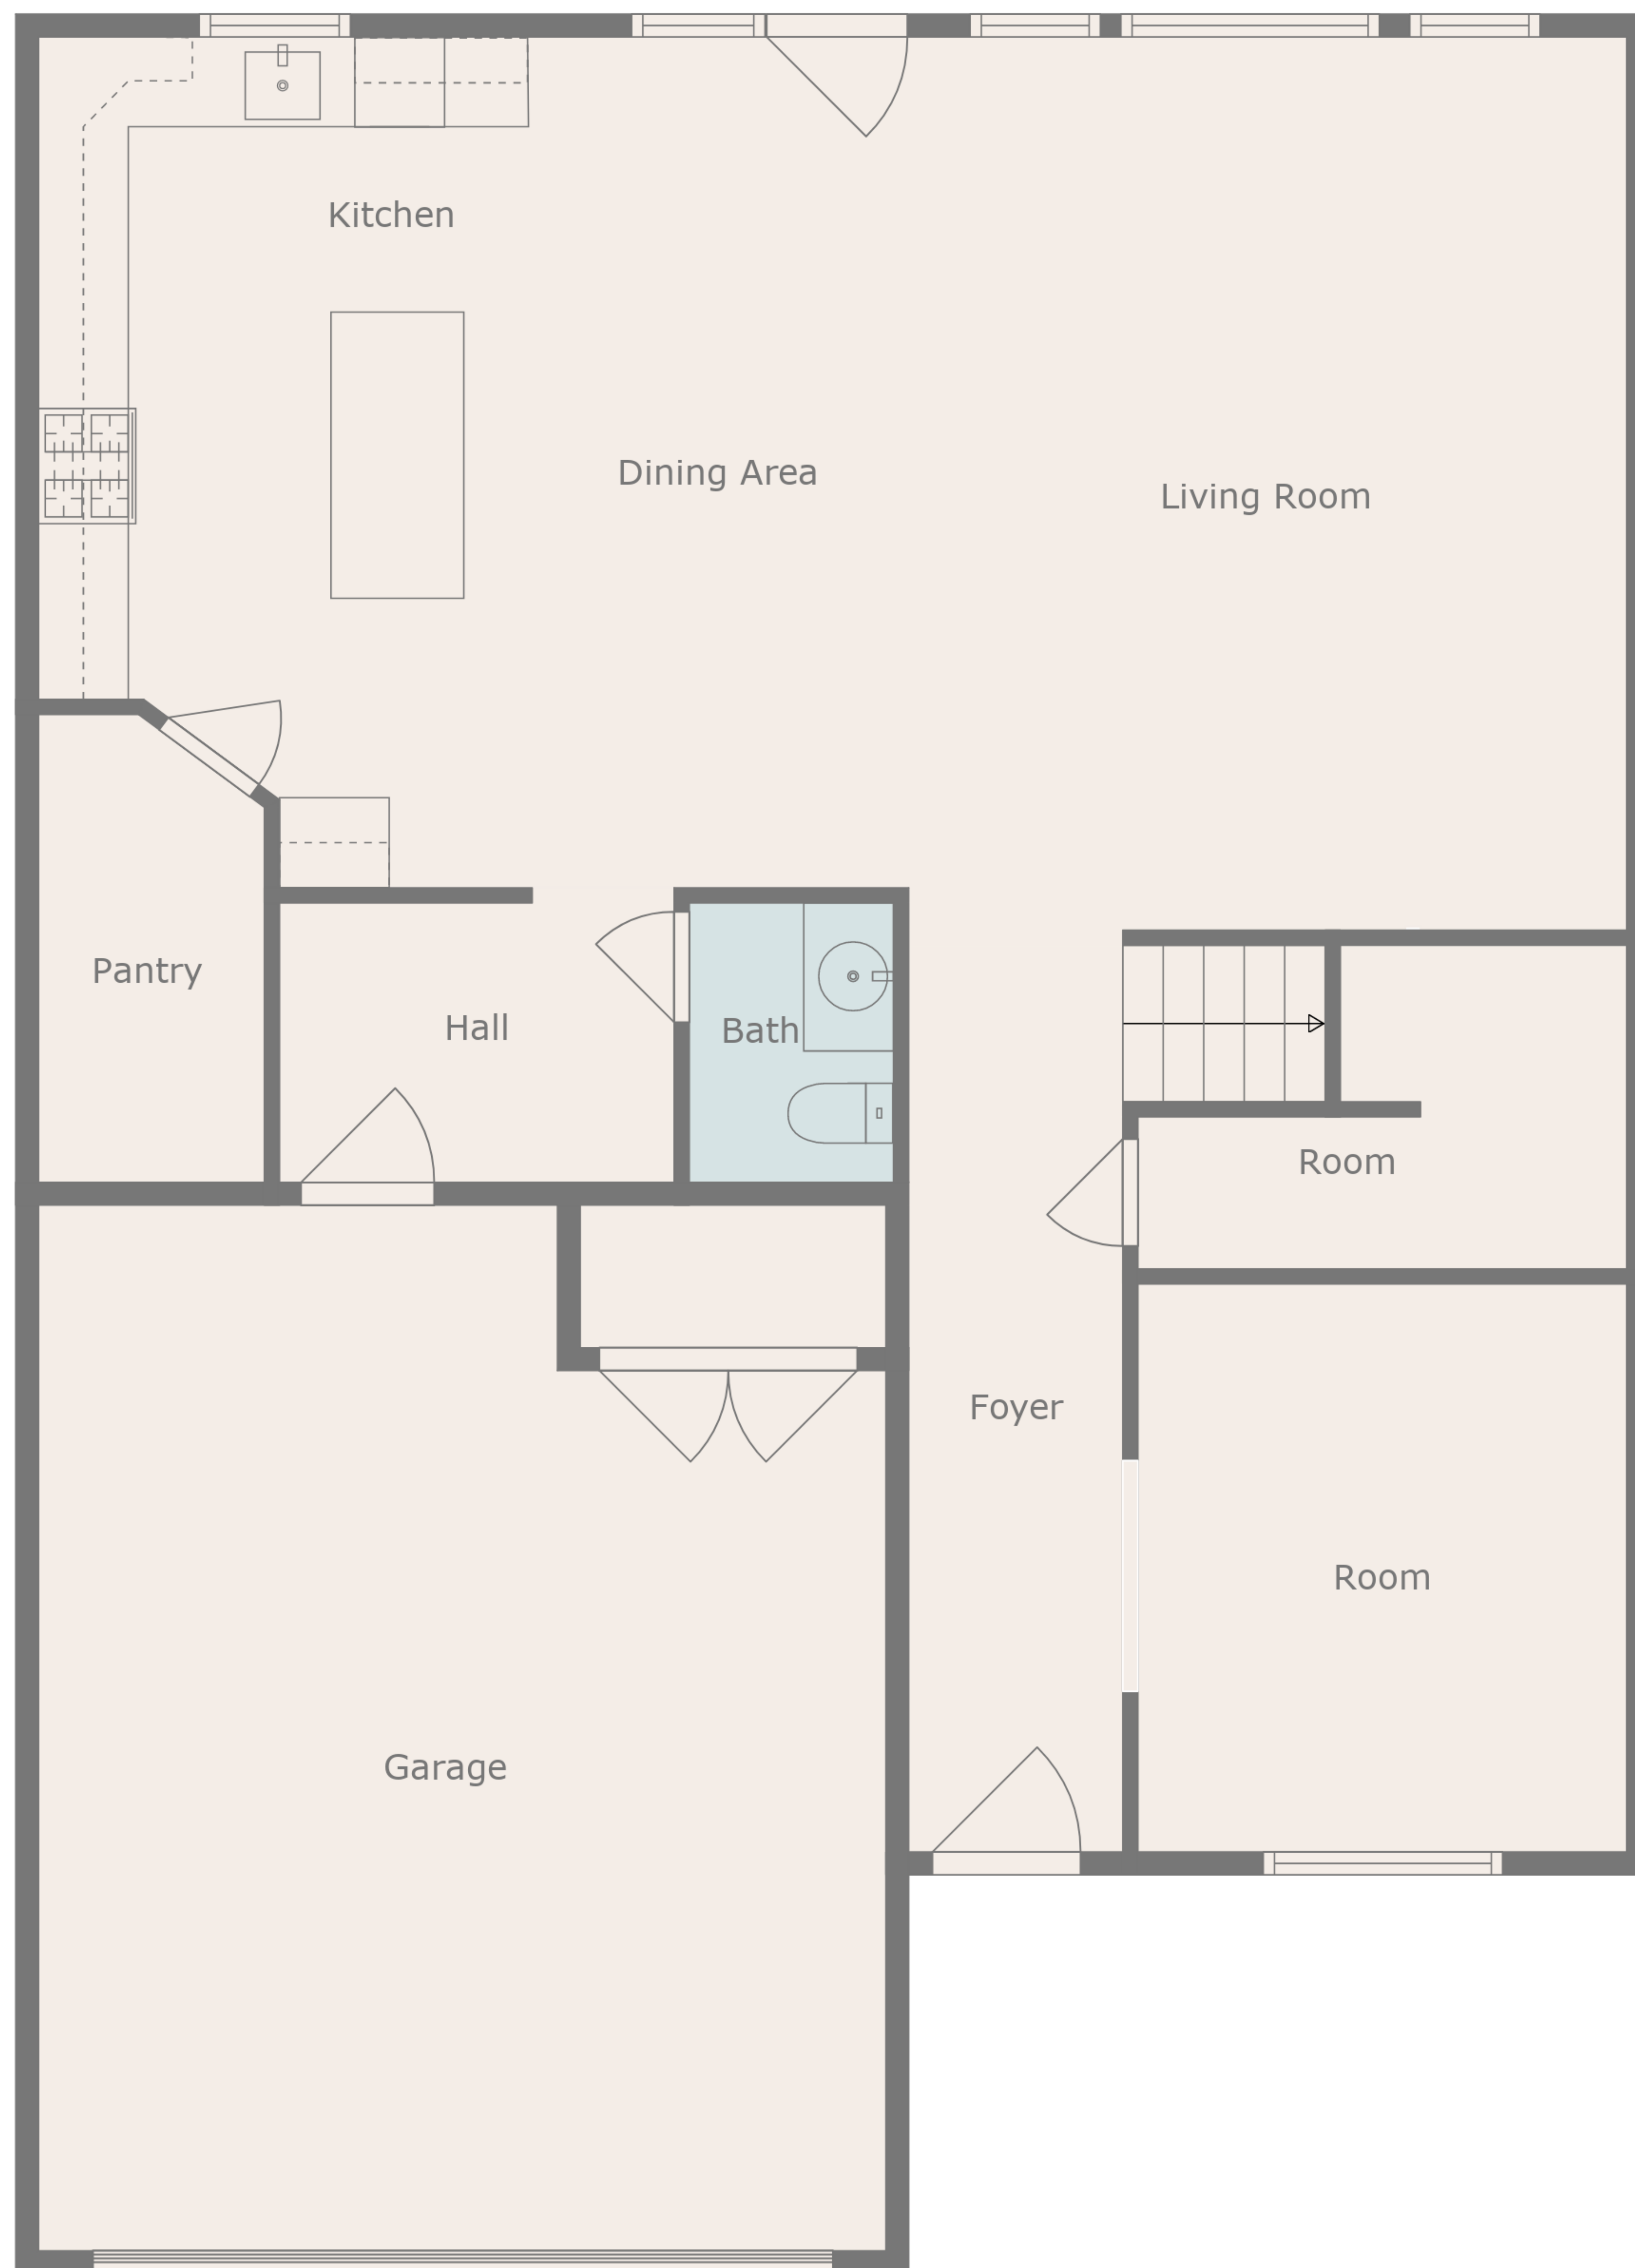 Kitchen
Dining Area
Living Room
Pantry
Hall
Bath
Room
Foyer
Room
Garage